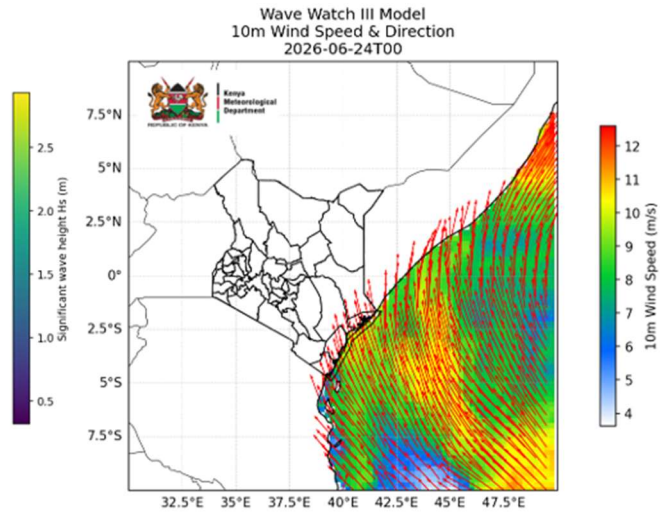 Wave Watch III Model
10m Wind Speed & Direction
2026-06-24T00
Kenya
Meteorological
Department
REPUBLIC OF KENYA
2.5
2.0
1.5
1.0
0.5
Significant wave height Hs (m)
7.5°N
5°N
2.5°N
0°
2.5°S
5°S
7.5°S
32.5°E 35°E 37.5°E 40°E 42.5°E 45°E 47.5°E
12
11
10
9
8
7
6
5
4
10m Wind Speed (m/s)